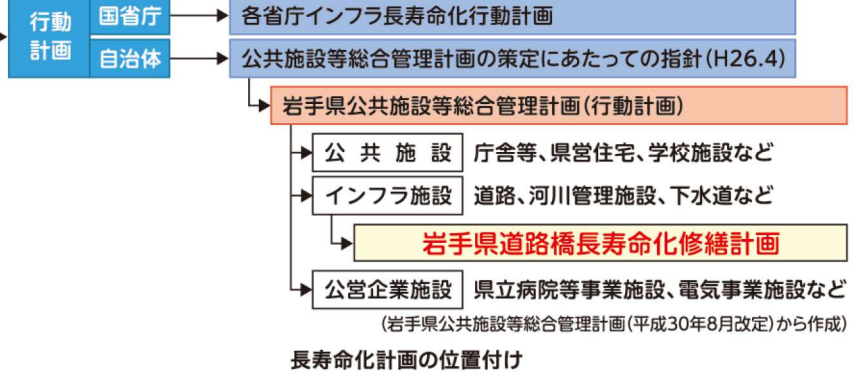 行動
計画
国省庁
各省庁インフラ長寿命化行動計画
自治体
公共施設等総合管理計画の策定にあたっての指針(H26.4)
岩手県公共施設等総合管理計画(行動計画)
公共施設 庁舎等、県営住宅、学校施設など
インフラ施設 道路、河川管理施設、下水道など
岩手県道路橋長寿命化修繕計画
公営企業施設 県立病院等事業施設、電気事業施設など
(岩手県公共施設等総合管理計画(平成30年8月改定)から作成)
長寿命化計画の位置付け